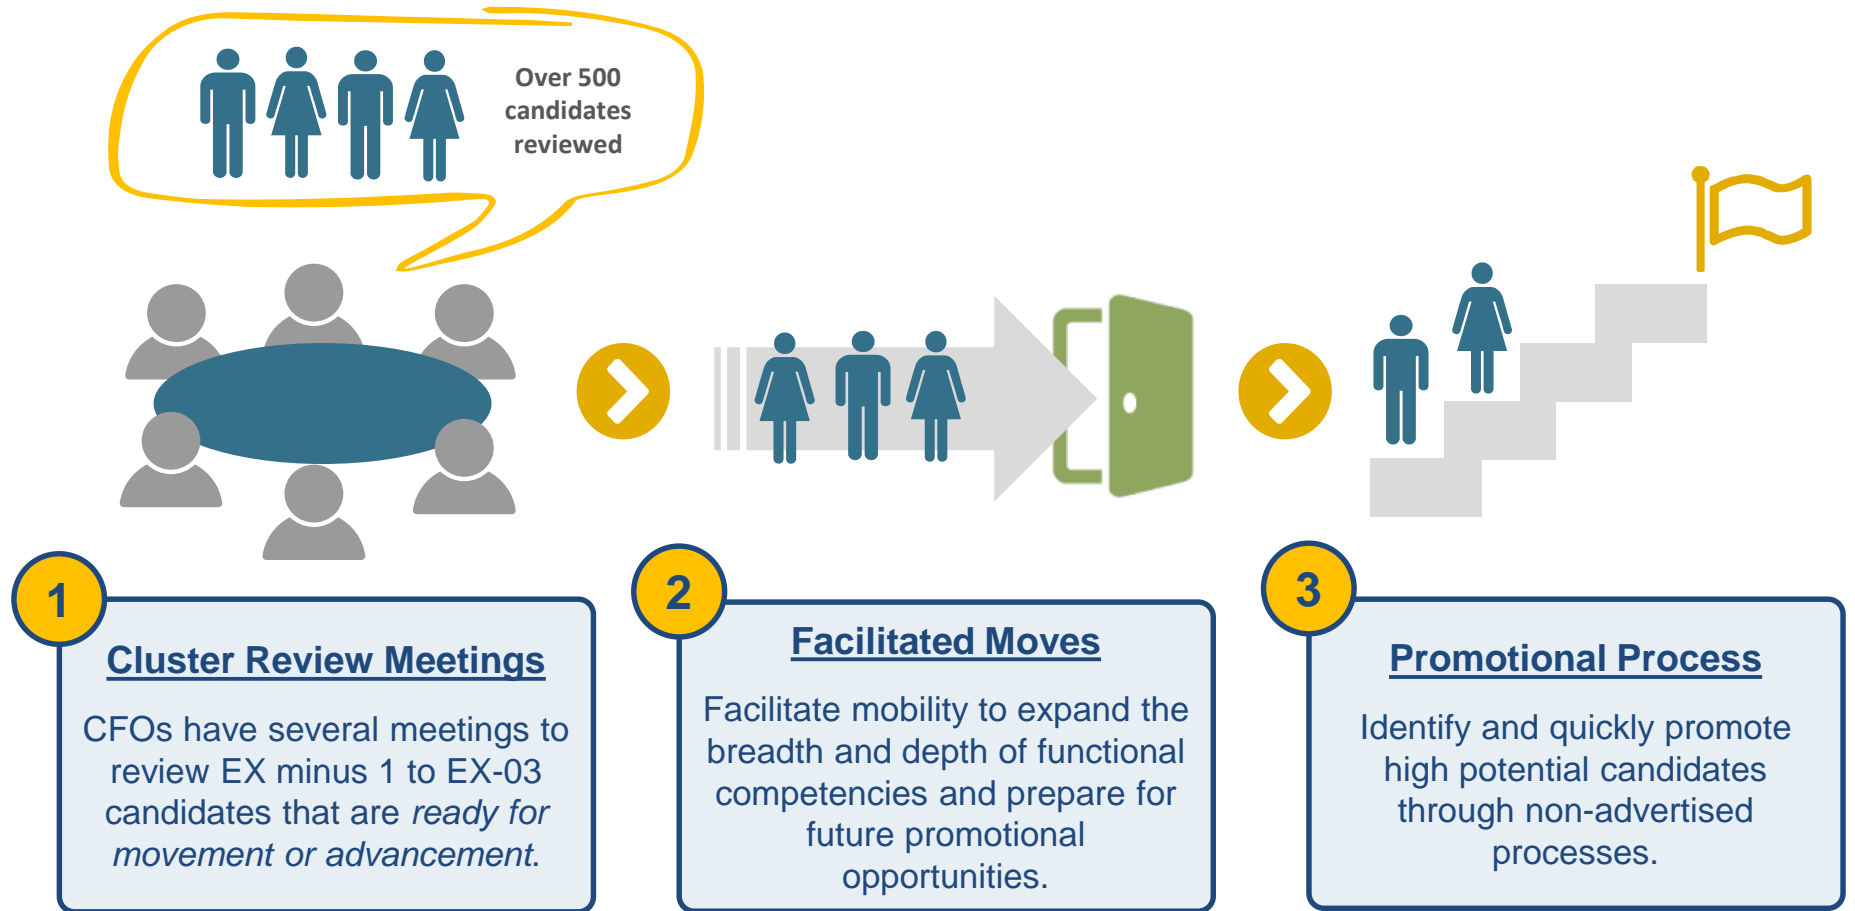 Over 500
candidates
reviewed
1
Cluster Review Meetings
CFOs have several meetings to
review EX minus 1 to EX-03
candidates that are ready for
movement or advancement.
2
Facilitated Moves
Facilitate mobility to expand the
breadth and depth of functional
competencies and prepare for
future promotional
opportunities.
3
Promotional Process
Identify and quickly promote
high potential candidates
through non-advertised
processes.